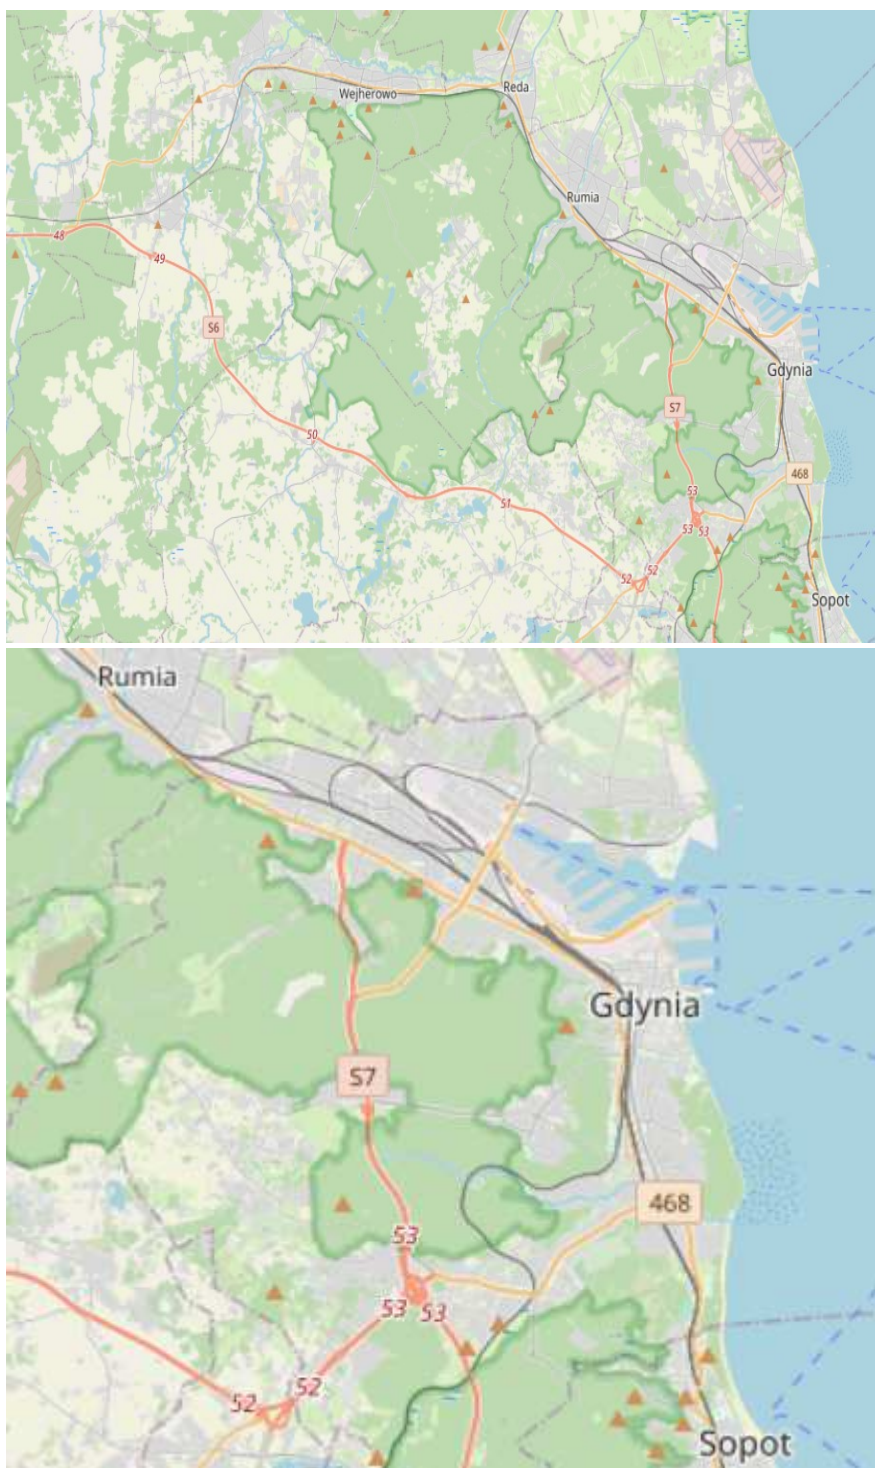 Wejherowo
Reda
Rumia
48
49
S6
Gdynia
S7
50
468
53
51
53 53
52
52
Sopot
Rumia
Gdynia
S7
468
53
53 53
52
52
Sopot